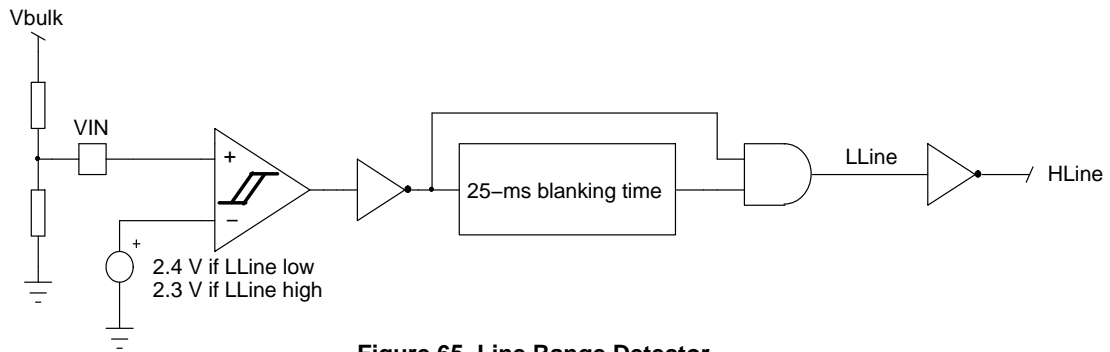 Vbulk
VIN
+
−
+
2.4 V if LLine low
2.3 V if LLine high
25−ms blanking time
LLine
HLine
Figure 65. Line Range Detector